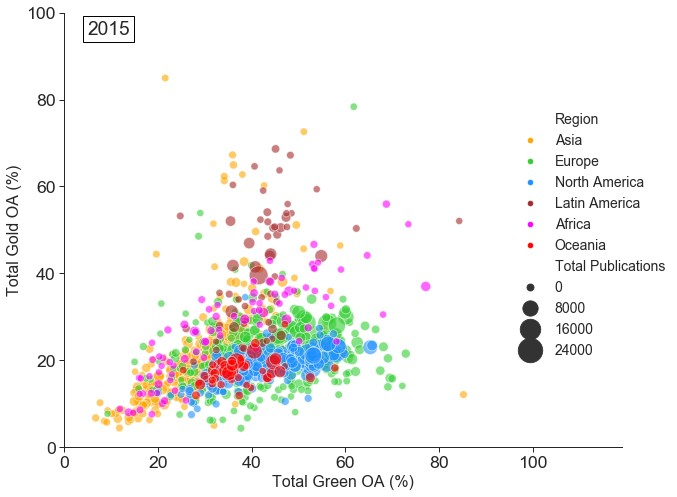 2015
100
80
60
40
20
0
Total Gold OA (%)
0 20 40 60 80 100
Total Green OA (%)
Region
Asia
Europe
North America
Latin America
Africa
Oceania
Total Publications
0
8000
16000
24000